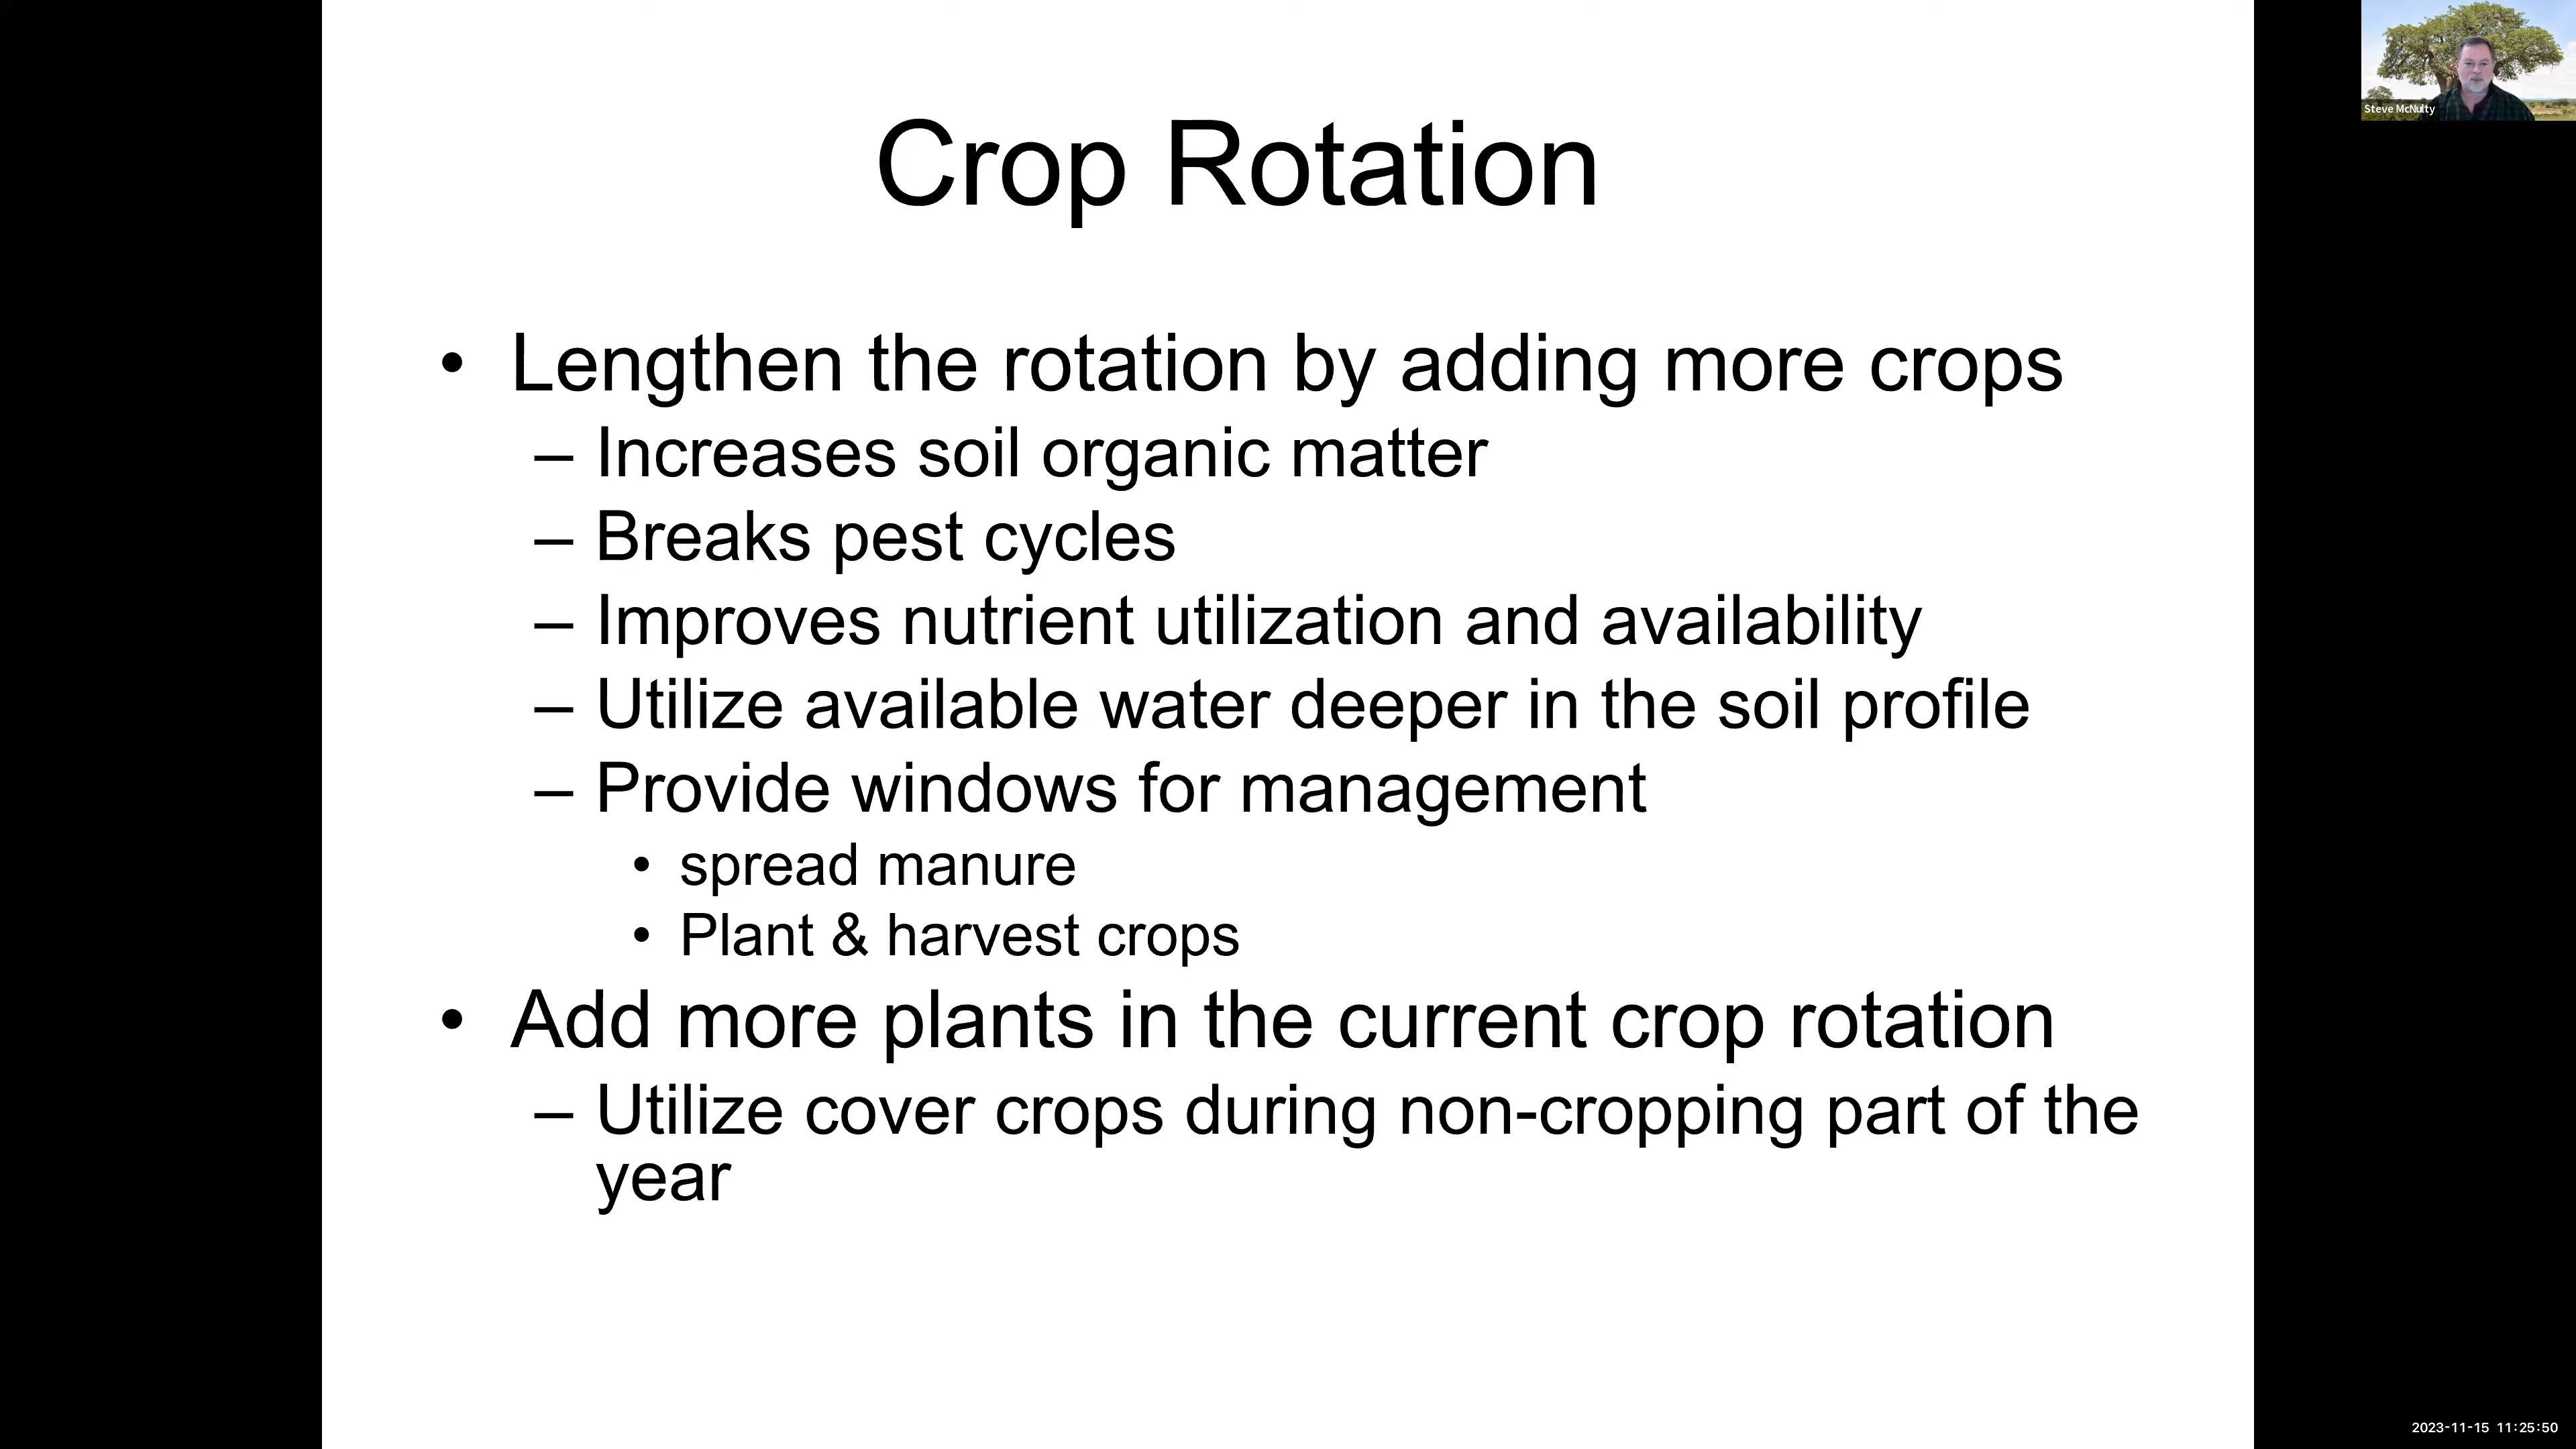 Steve McNulty
Crop Rotation
• Lengthen the rotation by adding more crops
– Increases soil organic matter
– Breaks pest cycles
– Improves nutrient utilization and availability
– Utilize available water deeper in the soil profile
– Provide windows for management
• spread manure
• Plant & harvest crops
• Add more plants in the current crop rotation
– Utilize cover crops during non-cropping part of the
year
2023-11-15 11:25:50